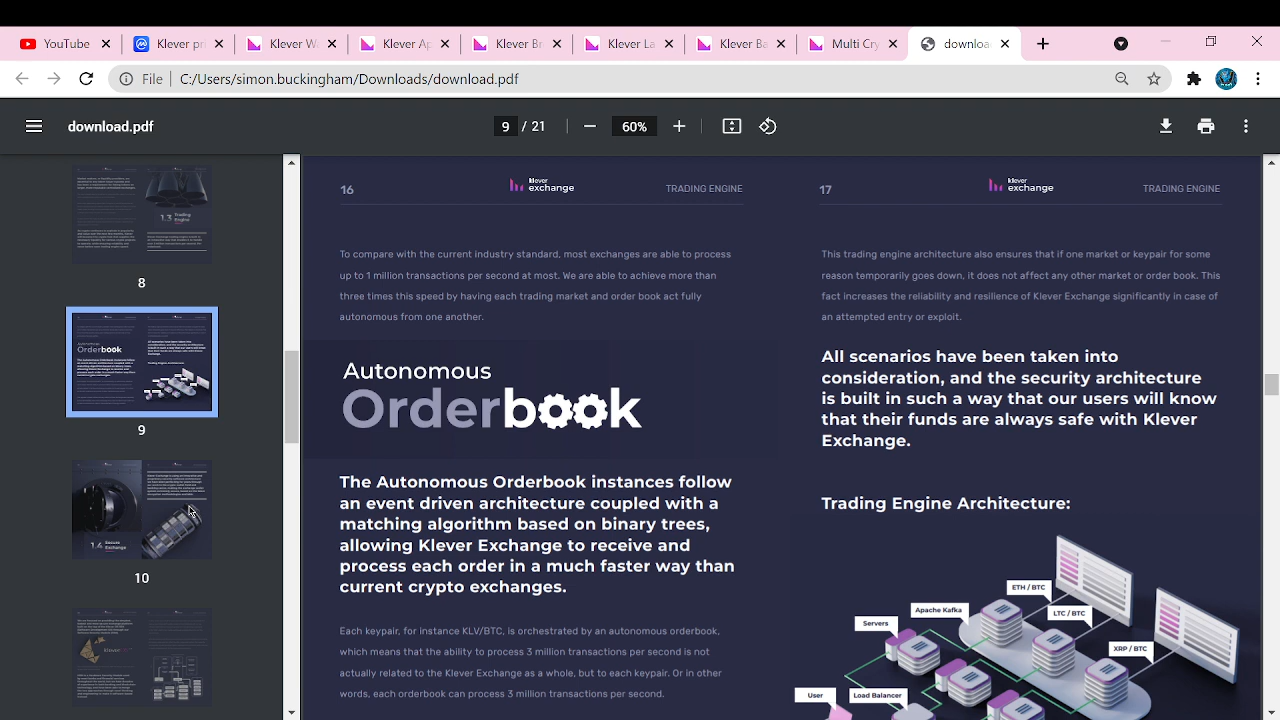 YouTube
Klever pri
Klever W
Klever Ap
Klever Br
Klever La
Klever Ba
Multi Cry
downloa
File
C:/Users/simon.buckingham/Downloads/download.pdf
download.pdf
9 / 21
60%
1.3 Trading Engine
8
Autonomous
Orderbook
9
1.4 Secure Exchange
10
16
klever
exchange
TRADING ENGINE
To compare with the current industry standard, most exchanges are able to process
up to 1 million transactions per second at most. We are able to achieve more than
three times this speed by having each trading market and order book act fully
autonomous from one another.
Autonomous
Orderbook
The Autonomous Orderbook instances follow
an event driven architecture coupled with a
matching algorithm based on binary trees,
allowing Klever Exchange to receive and
process each order in a much faster way than
current crypto exchanges.
Each keypair, for instance KLV/BTC, is orchestrated by an autonomous orderbook,
which means that the ability to process 3 million transactions per second is not
actually related to the Klever Exchange as a whole, but to each keypair. Or in other
words, each orderbook can process 3 million transactions per second.
17
klever
exchange
TRADING ENGINE
This trading engine architecture also ensures that if one market or keypair for some
reason temporarily goes down, it does not affect any other market or order book. This
fact increases the reliability and resilience of Klever Exchange significantly in case of
an attempted entry or exploit.
All scenarios have been taken into
consideration, and the security architecture
is built in such a way that our users will know
that their funds are always safe with Klever
Exchange.
Trading Engine Architecture:
ETH / BTC
Apache Kafka
LTC / BTC
Servers
XRP / BTC
User
Load Balancer